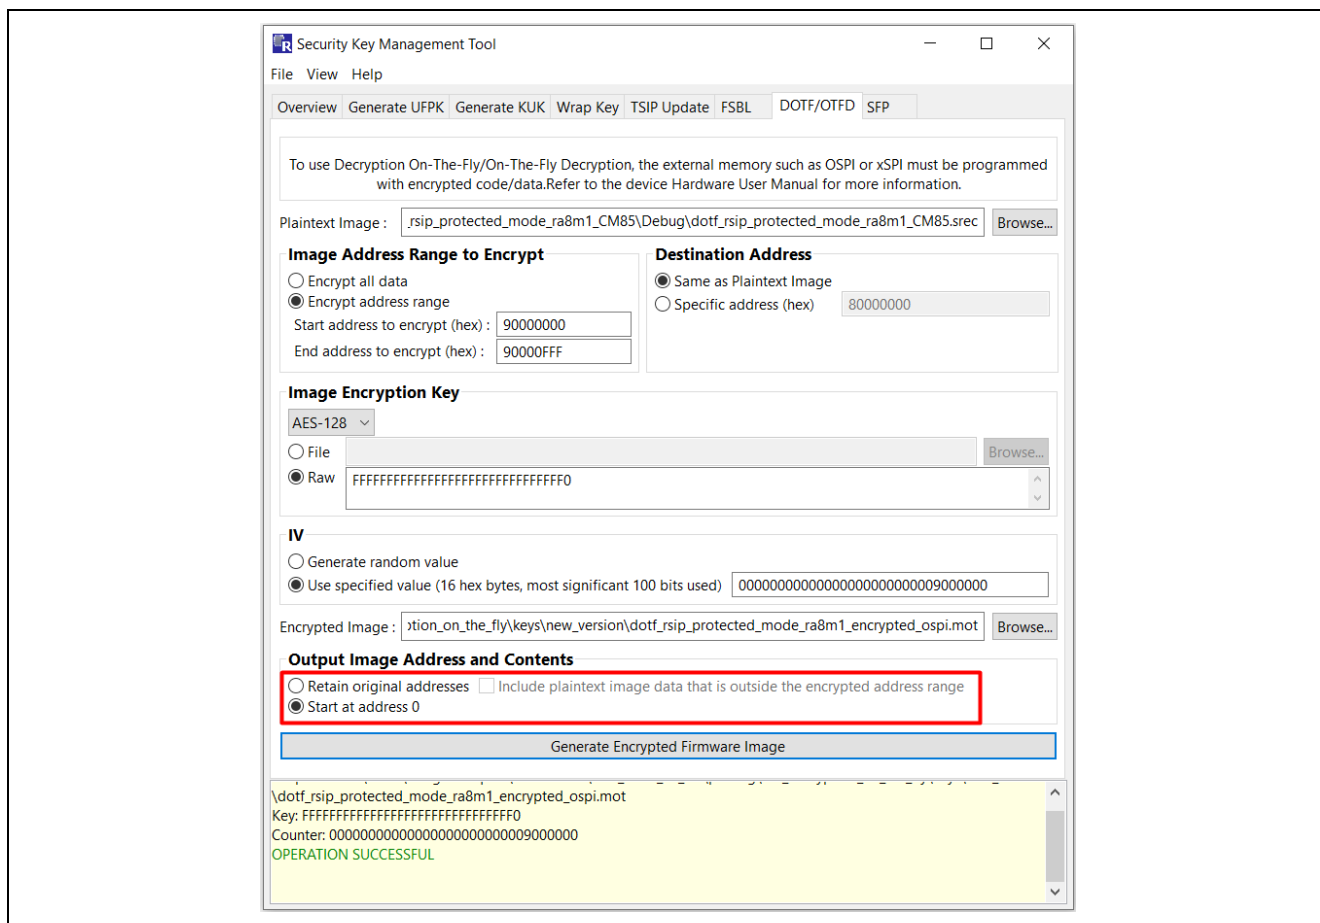 Security Key Management Tool
File View Help
Overview Generate UFPK Generate KUK Wrap Key TSIP Update FSBL DOTF/OTFD SFP
To use Decryption On-The-Fly/On-The-Fly Decryption, the external memory such as OSPI or xSPI must be programmed
with encrypted code/data.Refer to the device Hardware User Manual for more information.
Plaintext Image : _rsip_protected_mode_ra8m1_CM85\Debug\dotf_rsip_protected_mode_ra8m1_CM85.srec Browse...
Image Address Range to Encrypt
Encrypt all data
Encrypt address range
Start address to encrypt (hex) : 90000000
End address to encrypt (hex) : 90000FFF
Destination Address
Same as Plaintext Image
Specific address (hex) 80000000
Image Encryption Key
AES-128
File Browse...
Raw FFFFFFFFFFFFFFFFFFFFFFFFFFFFFFF0
IV
Generate random value
Use specified value (16 hex bytes, most significant 100 bits used) 00000000000000000000000009000000
Encrypted Image : tion_on_the_fly\keys\new_version\dotf_rsip_protected_mode_ra8m1_encrypted_ospi.mot Browse...
Output Image Address and Contents
Retain original addresses Include plaintext image data that is outside the encrypted address range
Start at address 0
Generate Encrypted Firmware Image
\dotf_rsip_protected_mode_ra8m1_encrypted_ospi.mot
Key: FFFFFFFFFFFFFFFFFFFFFFFFFFFFFFF0
Counter: 00000000000000000000000009000000
OPERATION SUCCESSFUL